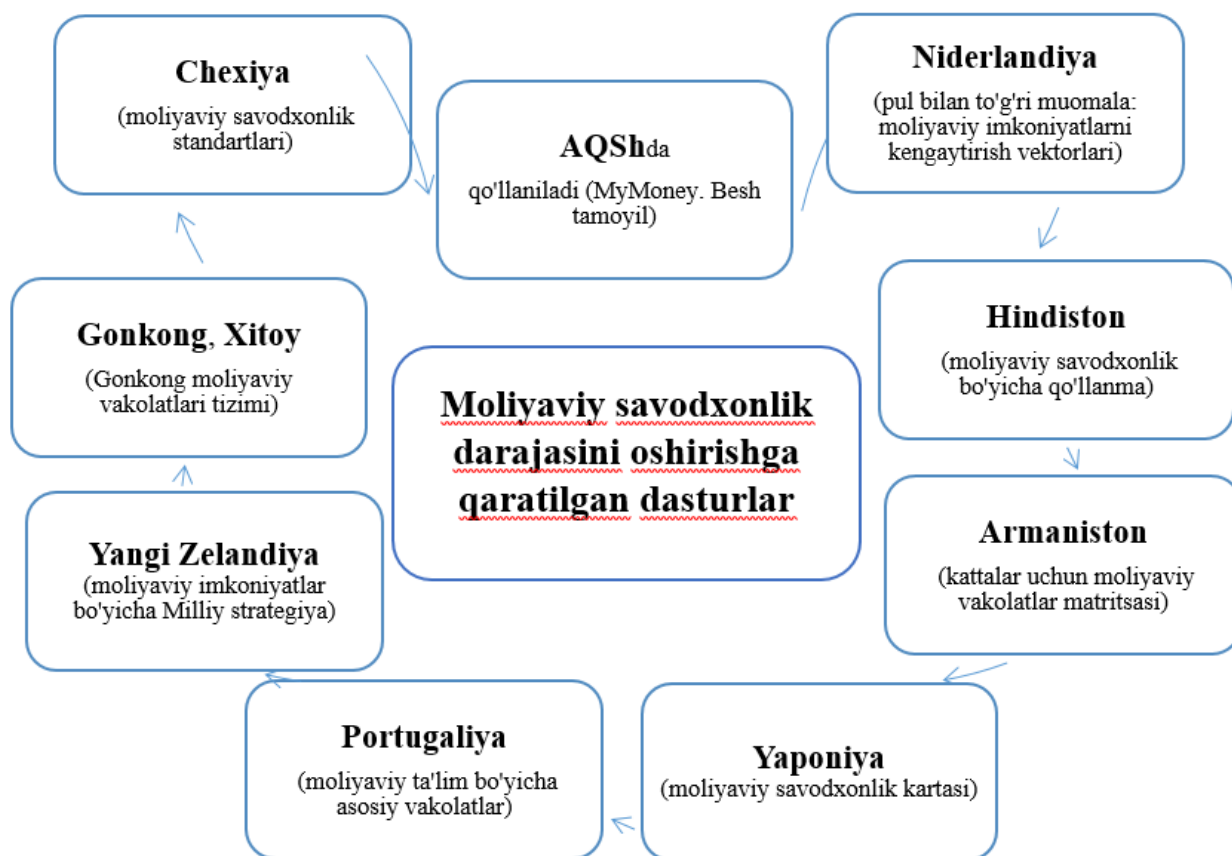 Chexiya
(moliyaviy savodxonlik
standartlari)
AQShda
qo'llaniladi (MyMoney. Besh
tamoyil)
Niderlandiya
(pul bilan to'g'ri muomala:
moliyaviy imkoniyatlarni
kengaytirish vektorlari)
Hindiston
(moliyaviy savodxonlik
bo'yicha qo'llanma)
Armaniston
(kattalar uchun moliyaviy
vakolatlar matritsasi)
Yaponiya
(moliyaviy savodxonlik kartasi)
Portugaliya
(moliyaviy ta'lim bo'yicha
asosiy vakolatlar)
Yangi Zelandiya
(moliyaviy imkoniyatlar
bo'yicha Milliy strategiya)
Gonkong, Xitoy
(Gonkong moliyaviy
vakolatlari tizimi)
Moliyaviy savodxonlik
darajasini oshirishga
qaratilgan dasturlar